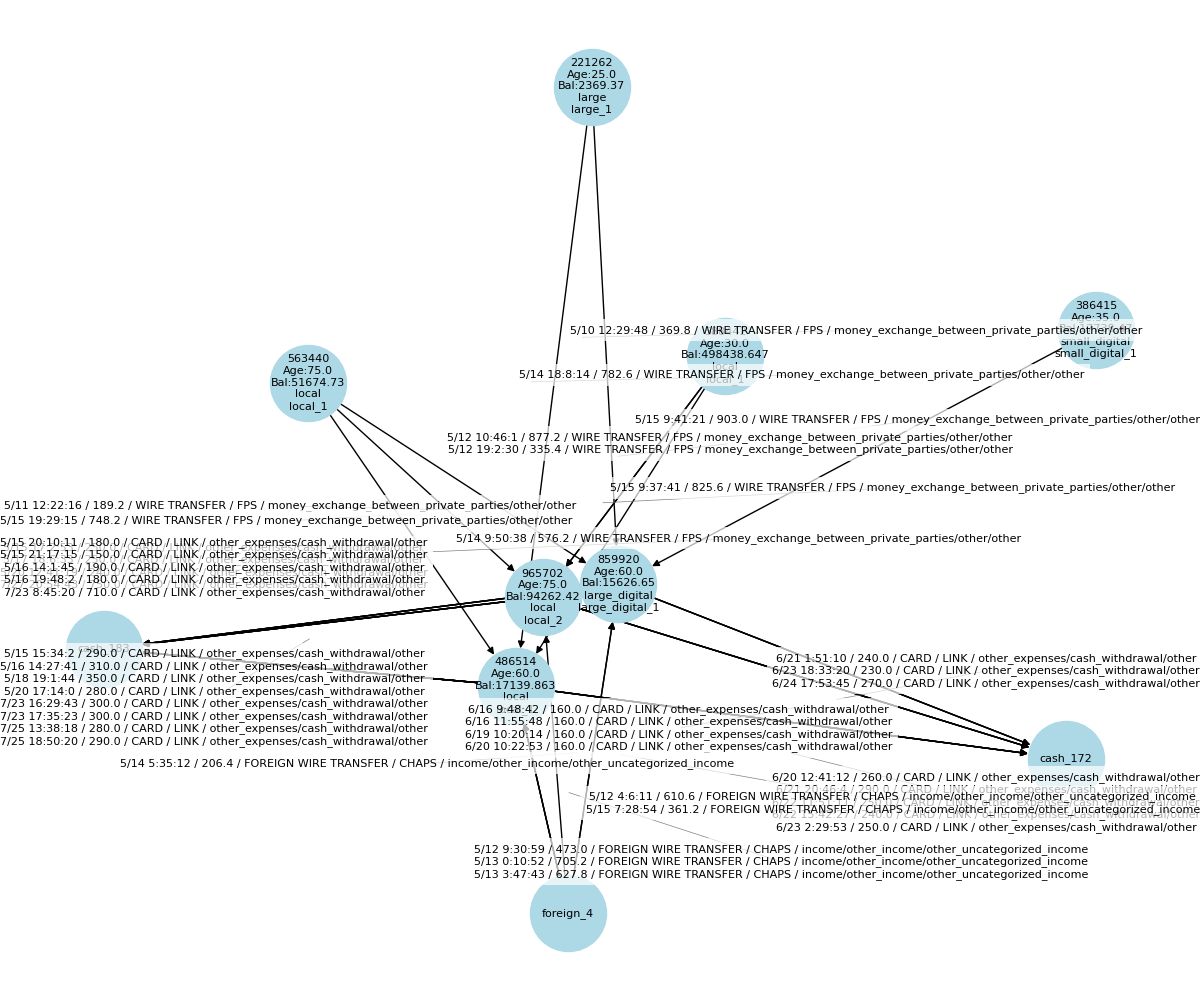 221262
Age:25.0
Bal:2369.37
large
large_1
386415
Age:35.0
small_digital
small_digital_1
5/10 12:29:48 / 369.8 / WIRE TRANSFER / FPS / money_exchange_between_private_parties/other/other
Age:30.0
Bal:498438.647
local
local_1
563440
Age:75.0
Bal:51674.73
local
local_1
5/14 18:8:14 / 782.6 / WIRE TRANSFER / FPS / money_exchange_between_private_parties/other/other
5/15 9:41:21 / 903.0 / WIRE TRANSFER / FPS / money_exchange_between_private_parties/other/other
5/12 10:46:1 / 877.2 / WIRE TRANSFER / FPS / money_exchange_between_private_parties/other/other
5/12 19:2:30 / 335.4 / WIRE TRANSFER / FPS / money_exchange_between_private_parties/other/other
5/15 9:37:41 / 825.6 / WIRE TRANSFER / FPS / money_exchange_between_private_parties/other/other
5/11 12:22:16 / 189.2 / WIRE TRANSFER / FPS / money_exchange_between_private_parties/other/other
5/15 19:29:15 / 748.2 / WIRE TRANSFER / FPS / money_exchange_between_private_parties/other/other
5/14 9:50:38 / 576.2 / WIRE TRANSFER / FPS / money_exchange_between_private_parties/other/other
5/15 20:10:11 / 180.0 / CARD / LINK / other_expenses/cash_withdrawal/other
5/15 21:17:15 / 150.0 / CARD / LINK / other_expenses/cash_withdrawal/other
5/16 14:1:45 / 190.0 / CARD / LINK / other_expenses/cash_withdrawal/other
5/16 19:48:2 / 180.0 / CARD / LINK / other_expenses/cash_withdrawal/other
7/23 8:45:20 / 710.0 / CARD / LINK / other_expenses/cash_withdrawal/other
965702
Age:75.0
Bal:94262.42
local
local_2
859920
Age:60.0
Bal:15626.65
large_digital
large_digital_1
cash_183
5/15 15:34:2 / 290.0 / CARD / LINK / other_expenses/cash_withdrawal/other
5/16 14:27:41 / 310.0 / CARD / LINK / other_expenses/cash_withdrawal/other
5/18 19:1:44 / 350.0 / CARD / LINK / other_expenses/cash_withdrawal/other
5/20 17:14:0 / 280.0 / CARD / LINK / other_expenses/cash_withdrawal/other
7/23 16:29:43 / 300.0 / CARD / LINK / other_expenses/cash_withdrawal/other
7/23 17:35:23 / 300.0 / CARD / LINK / other_expenses/cash_withdrawal/other
7/25 13:38:18 / 280.0 / CARD / LINK / other_expenses/cash_withdrawal/other
7/25 18:50:20 / 290.0 / CARD / LINK / other_expenses/cash_withdrawal/other
486514
Age:60.0
Bal:17139.863
local
6/21 1:51:10 / 240.0 / CARD / LINK / other_expenses/cash_withdrawal/other
6/23 18:33:20 / 230.0 / CARD / LINK / other_expenses/cash_withdrawal/other
6/24 17:53:45 / 270.0 / CARD / LINK / other_expenses/cash_withdrawal/other
6/16 9:48:42 / 160.0 / CARD / LINK / other_expenses/cash_withdrawal/other
6/16 11:55:48 / 160.0 / CARD / LINK / other_expenses/cash_withdrawal/other
6/19 10:20:14 / 160.0 / CARD / LINK / other_expenses/cash_withdrawal/other
6/20 10:22:53 / 160.0 / CARD / LINK / other_expenses/cash_withdrawal/other
cash_172
5/14 5:35:12 / 206.4 / FOREIGN WIRE TRANSFER / CHAPS / income/other_income/other_uncategorized_income
6/20 12:41:12 / 260.0 / CARD / LINK / other_expenses/cash_withdrawal/other
6/21 20:46:4 / CARD / LINK / other_expenses/cash_withdrawal/other
5/12 4:6:11 / 610.6 / FOREIGN WIRE TRANSFER / CHAPS / income/other_income/other_uncategorized_income
5/15 7:28:54 / 361.2 / FOREIGN WIRE TRANSFER / CHAPS / income/other_income/other_uncategorized_income
6/22 15:42:27 / 240.0 / CARD / LINK / other_expenses/cash_withdrawal/other
6/23 2:29:53 / 250.0 / CARD / LINK / other_expenses/cash_withdrawal/other
5/12 9:30:59 / 473.0 / FOREIGN WIRE TRANSFER / CHAPS / income/other_income/other_uncategorized_income
5/13 0:10:52 / 705.2 / FOREIGN WIRE TRANSFER / CHAPS / income/other_income/other_uncategorized_income
5/13 3:47:43 / 627.8 / FOREIGN WIRE TRANSFER / CHAPS / income/other_income/other_uncategorized_income
foreign_4